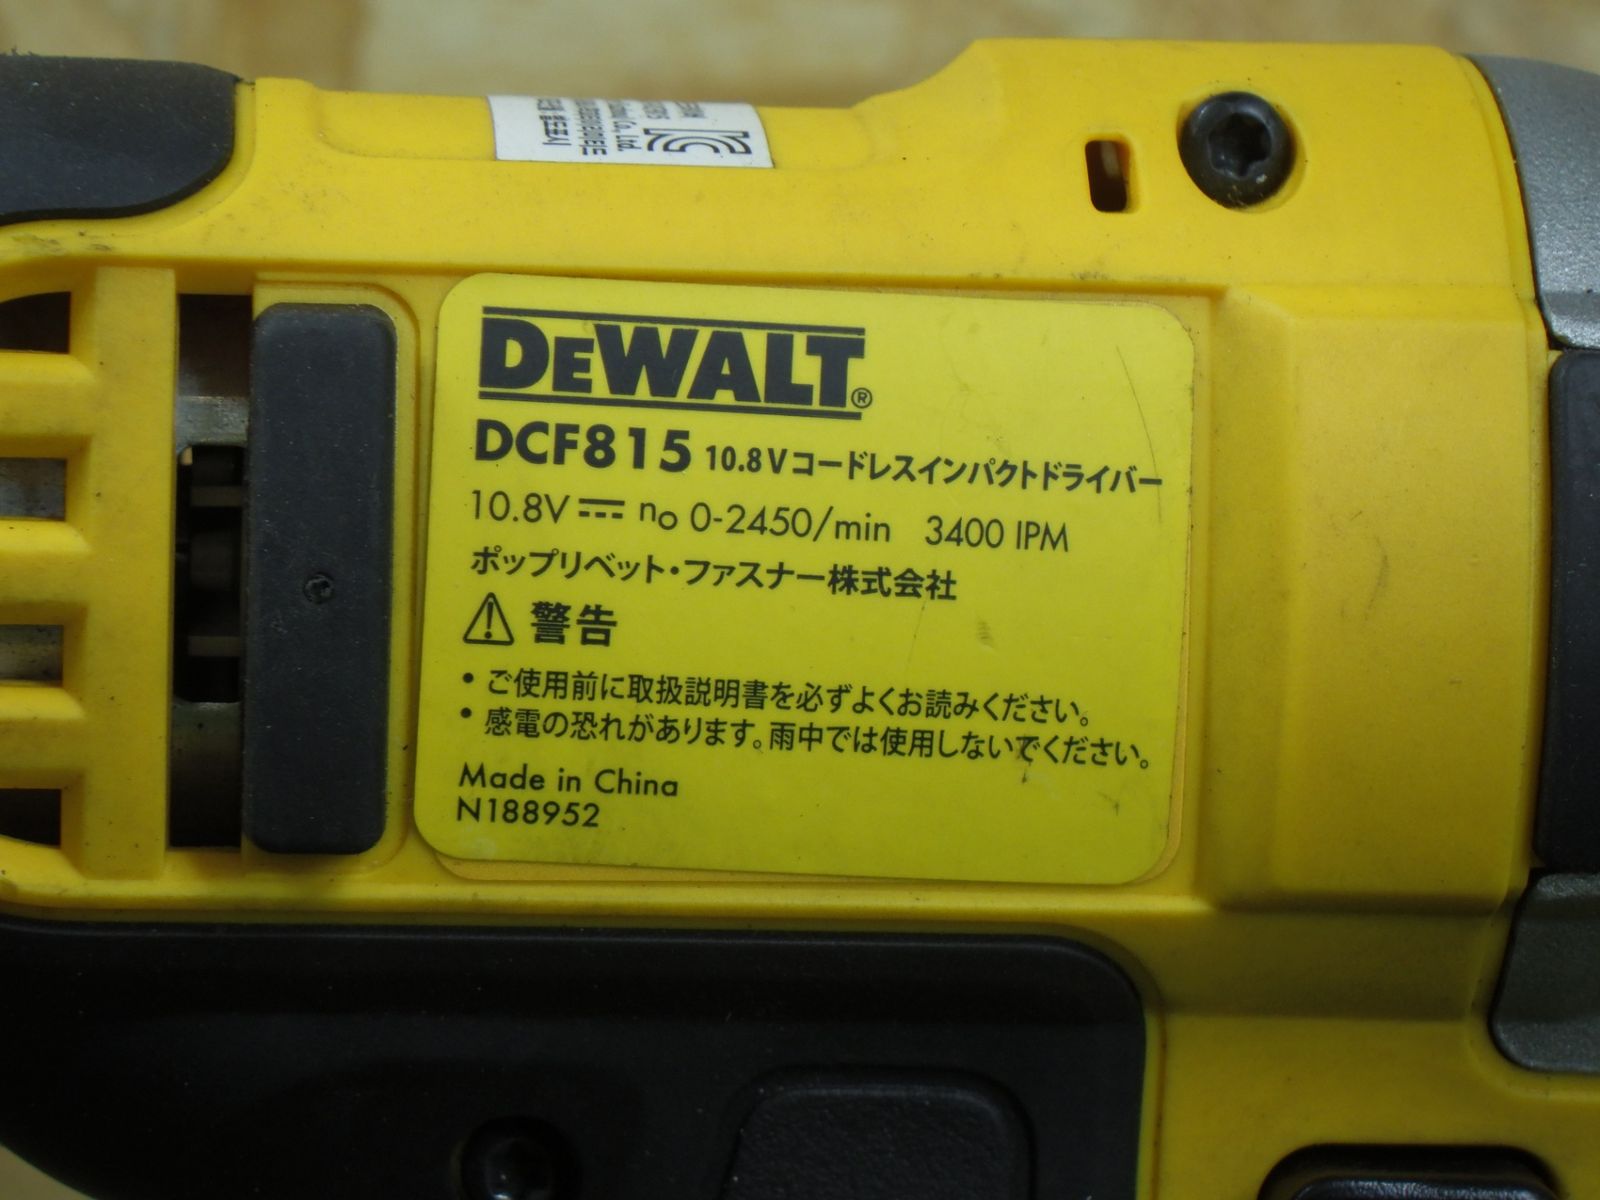 DEWALT®
DCF815 10.8Vコードレスインパクトドライバー
10.8V ⎓ no 0-2450/min 3400 IPM
ポップリベット・ファスナー株式会社
⚠ 警告
・ご使用前に取扱説明書を必ずよくお読みください。
・感電の恐れがあります。雨中では使用しないでください。
Made in China
N188952